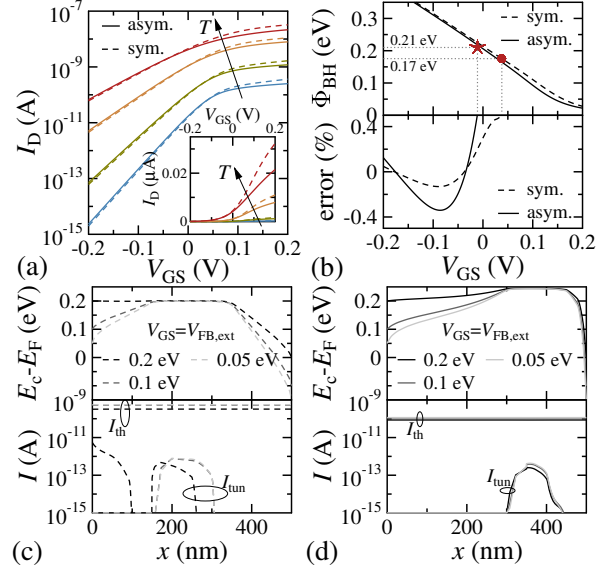 10⁻⁷
10⁻⁹
10⁻¹¹
10⁻¹³
10⁻¹⁵
I_D (A)
asym.
sym.
T
-0.2 0 0.2
V_GS (V)
I_D (μA)
0.02
0
T
-0.2 -0.1 0 0.1 0.2
(a) V_GS (V)
0.3
0.2
0.1
0
Φ_BH (eV)
0.21 eV
0.17 eV
sym.
asym.
0.4
0
-0.4
error (%)
sym.
asym.
-0.2 -0.1 0 0.1 0.2
(b) V_GS (V)
0.2
0.1
0
-9
E_c-E_F (eV)
V_GS=V_FB,ext
0.2 eV 0.05 eV
0.1 eV
10⁻⁹
10⁻¹¹
10⁻¹³
10⁻¹⁵
I (A)
I_th
I_tun
0 200 400
(c) x (nm)
0.2
0.1
0
-9
E_c-E_F (eV)
V_GS=V_FB,ext
0.2 eV 0.05 eV
0.1 eV
10⁻⁹
10⁻¹¹
10⁻¹³
10⁻¹⁵
I (A)
I_th
I_tun
0 200 400
(d) x (nm)